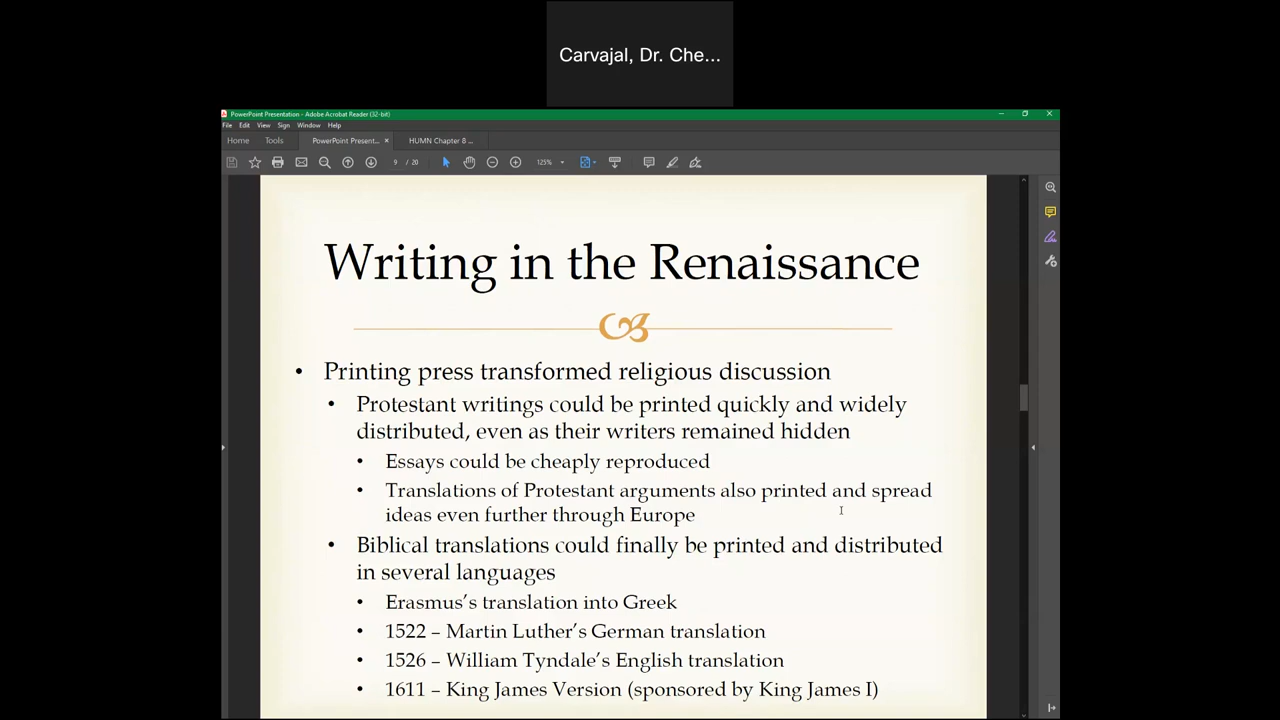 Carvajal, Dr. Che...
PowerPoint Presentation - Adobe Acrobat Reader (32-bit)
File Edit View Sign Window Help
Home Tools PowerPoint Present... × HUMN Chapter 8 ...
9 / 20 125%
Writing in the Renaissance
• Printing press transformed religious discussion
• Protestant writings could be printed quickly and widely
distributed, even as their writers remained hidden
• Essays could be cheaply reproduced
• Translations of Protestant arguments also printed and spread
ideas even further through Europe
• Biblical translations could finally be printed and distributed
in several languages
• Erasmus’s translation into Greek
• 1522 – Martin Luther’s German translation
• 1526 – William Tyndale’s English translation
• 1611 – King James Version (sponsored by King James I)